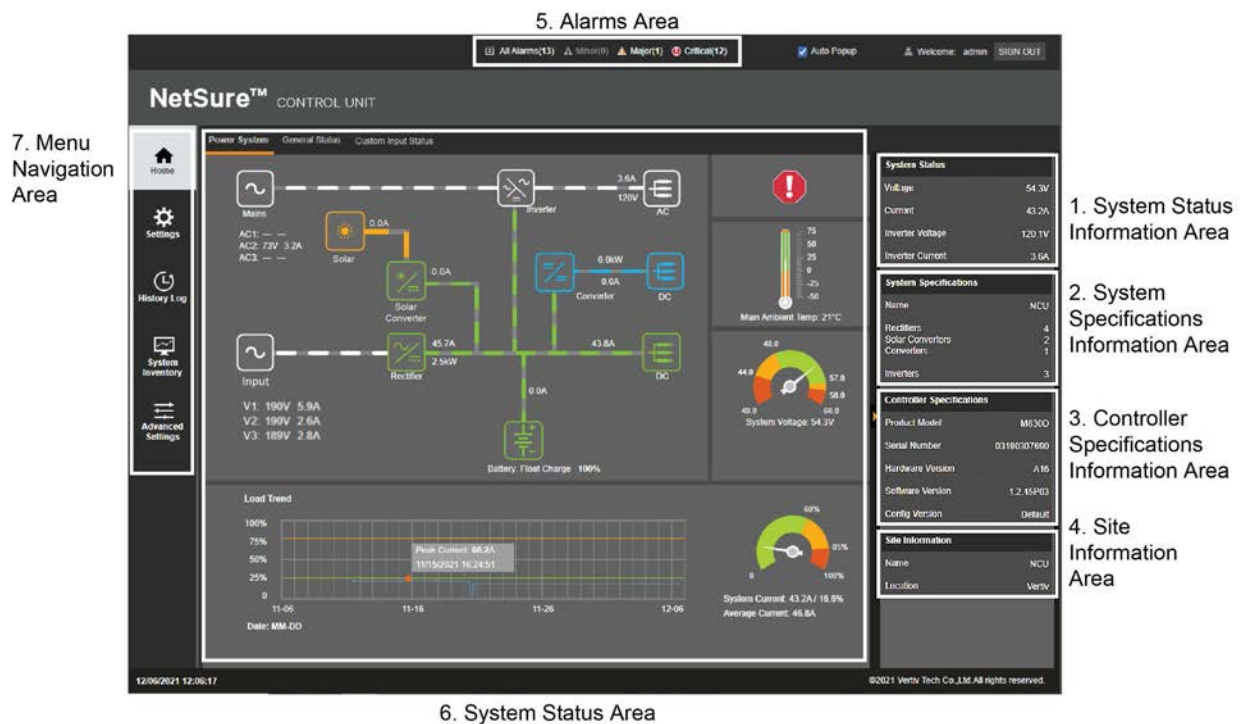 5. Alarms Area
All Alarms(13) Minor(0) Major(1) Critical(12)
Auto Popup
Welcome: admin SIGN OUT
NetSure™ CONTROL UNIT
7. Menu
Navigation
Area
Home
Settings
History Log
System
Inventory
Advanced
Settings
Power System General Status Custom Input Status
Mains
AC1: — —
AC2: 73V 3.2A
AC3: — —
Solar
0.0A
Inverter
3.6A
120V
AC
Solar
Converter
0.0A
Converter
0.0kW
0.0A
DC
Input
V1: 190V 5.9A
V2: 190V 2.6A
V3: 189V 2.8A
Rectifier
45.7A
2.5kW
43.8A
DC
0.0A
Battery: Float Charge 100%
75
50
25
0
-25
-50
Main Ambient Temp: 21°C
48.0
44.0
57.0
58.0
40.0
60.0
System Voltage: 54.3V
Load Trend
100%
75%
50%
25%
0
Peak Current:
11/15/2021 16:24:51
11-06
11-16
11-26
12-06
Date: MM-DD
60%
85%
0
100%
System Current: 43.2A / 16.6%
Average Current: 46.8A
System Status
Voltage 54.3V
Current 43.2A
Inverter Voltage 120.1V
Inverter Current 3.6A
System Specifications
Name NCU
Rectifiers 4
Solar Converters 2
Converters 1
Inverters 3
Controller Specifications
Product Model M830D
Serial Number
Hardware Version A16
Software Version
Config Version Default
Site Information
Name NCU
Location Vertiv
1. System Status
Information Area
2. System
Specifications
Information Area
3. Controller
Specifications
Information Area
4. Site
Information
Area
12/06/2021 12:06:17
©2021 Vertiv Tech Co.,Ltd.All rights reserved.
6. System Status Area